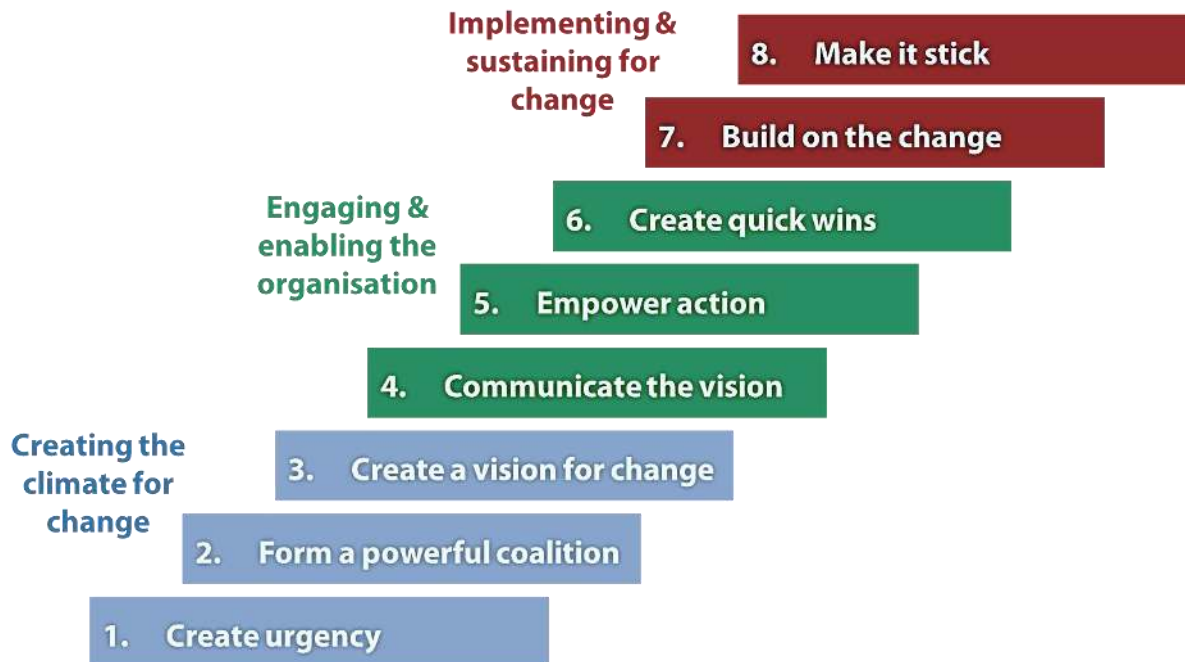 Implementing &
sustaining for
change
8. Make it stick
7. Build on the change
Engaging &
enabling the
organisation
6. Create quick wins
5. Empower action
4. Communicate the vision
Creating the
climate for
change
3. Create a vision for change
2. Form a powerful coalition
1. Create urgency